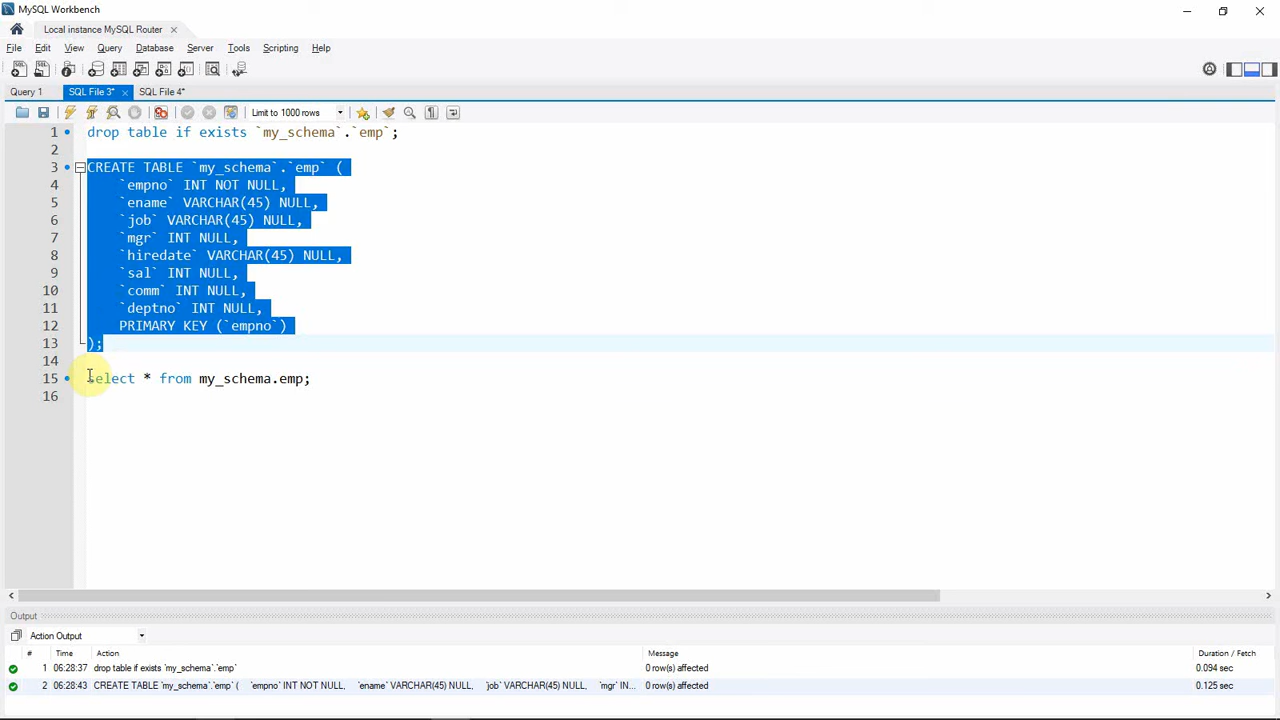 MySQL Workbench
Local instance MySQL Router
File Edit View Query Database Server Tools Scripting Help
Query 1 SQL File 3* SQL File 4*
Limit to 1000 rows
1 drop table if exists `my_schema`.`emp`;
2
3 CREATE TABLE `my_schema`.`emp` (
4 `empno` INT NOT NULL,
5 `ename` VARCHAR(45) NULL,
6 `job` VARCHAR(45) NULL,
7 `mgr` INT NULL,
8 `hiredate` VARCHAR(45) NULL,
9 `sal` INT NULL,
10 `comm` INT NULL,
11 `deptno` INT NULL,
12 PRIMARY KEY (`empno`)
13 );
14
15 select * from my_schema.emp;
16
Output
Action Output
# Time Action Message Duration / Fetch
1 06:28:37 drop table if exists `my_schema`.`emp` 0 row(s) affected 0.094 sec
2 06:28:43 CREATE TABLE `my_schema`.`emp` ( `empno` INT NOT NULL, `ename` VARCHAR(45) NULL, `job` VARCHAR(45) NULL, `mgr` IN... 0 row(s) affected 0.125 sec